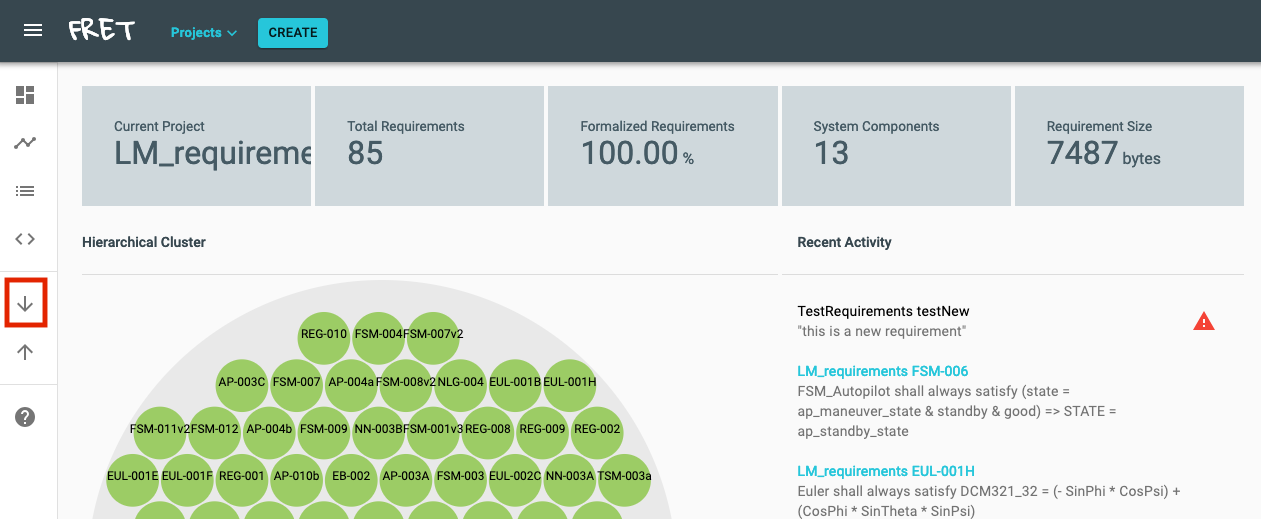 FRET
Projects
CREATE
Current Project
LM_requireme
Total Requirements
85
Formalized Requirements
100.00 %
System Components
13
Requirement Size
7487 bytes
Hierarchical Cluster
REG-010 FSM-004 FSM-007v2
AP-003C FSM-007 AP-004a FSM-008v2 NLG-004 EUL-001B EUL-001H
FSM-011v2 FSM-012 AP-004b FSM-009 NN-003B FSM-001v3 REG-008 REG-009 REG-002
EUL-001E EUL-001F REG-001 AP-010b EB-002 AP-003A FSM-003 EUL-002C NN-003A TSM-003a
Recent Activity
TestRequirements testNew
"this is a new requirement"
LM_requirements FSM-006
FSM_Autopilot shall always satisfy (state =
ap_maneuver_state & standby & good) => STATE =
ap_standby_state
LM_requirements EUL-001H
Euler shall always satisfy DCM321_32 = (- SinPhi * CosPsi) +
(CosPhi * SinTheta * SinPsi)